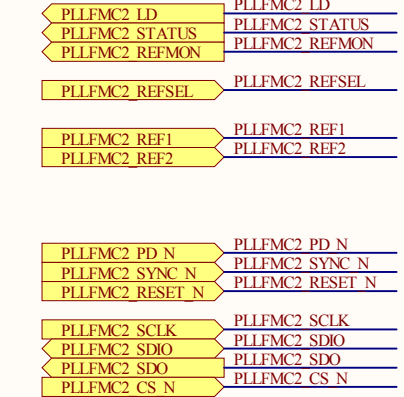 PLLFMC2_LD PLLFMC2_LD
PLLFMC2_STATUS PLLFMC2_STATUS
PLLFMC2_REFMON PLLFMC2_REFMON
PLLFMC2_REFSEL PLLFMC2_REFSEL
PLLFMC2_REF1 PLLFMC2_REF1
PLLFMC2_REF2 PLLFMC2_REF2
PLLFMC2_PD_N PLLFMC2_PD_N
PLLFMC2_SYNC_N PLLFMC2_SYNC_N
PLLFMC2_RESET_N PLLFMC2_RESET_N
PLLFMC2_SCLK PLLFMC2_SCLK
PLLFMC2_SDIO PLLFMC2_SDIO
PLLFMC2_SDO PLLFMC2_SDO
PLLFMC2_CS_N PLLFMC2_CS_N